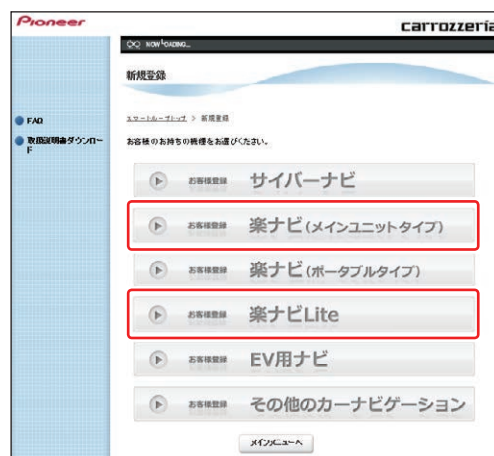 Pioneer
carrozzeria
NOW LOADING...
新規登録
スマートループトップ > 新規登録
FAQ
取扱説明書ダウンロード
お客様のお持ちの機種をお選びください。
お客様登録 サイバーナビ
お客様登録 楽ナビ(メインユニットタイプ)
お客様登録 楽ナビ(ポータブルタイプ)
お客様登録 楽ナビLite
お客様登録 EV用ナビ
お客様登録 その他のカーナビゲーション
メインメニューへ